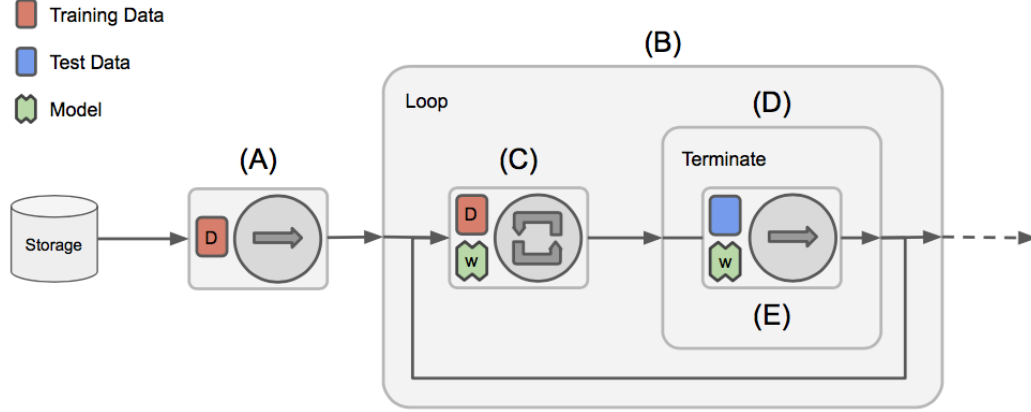 Training Data
Test Data
Model
(A)
(B)
Loop
(C)
(D)
Terminate
Storage
D
D
w
w
(E)